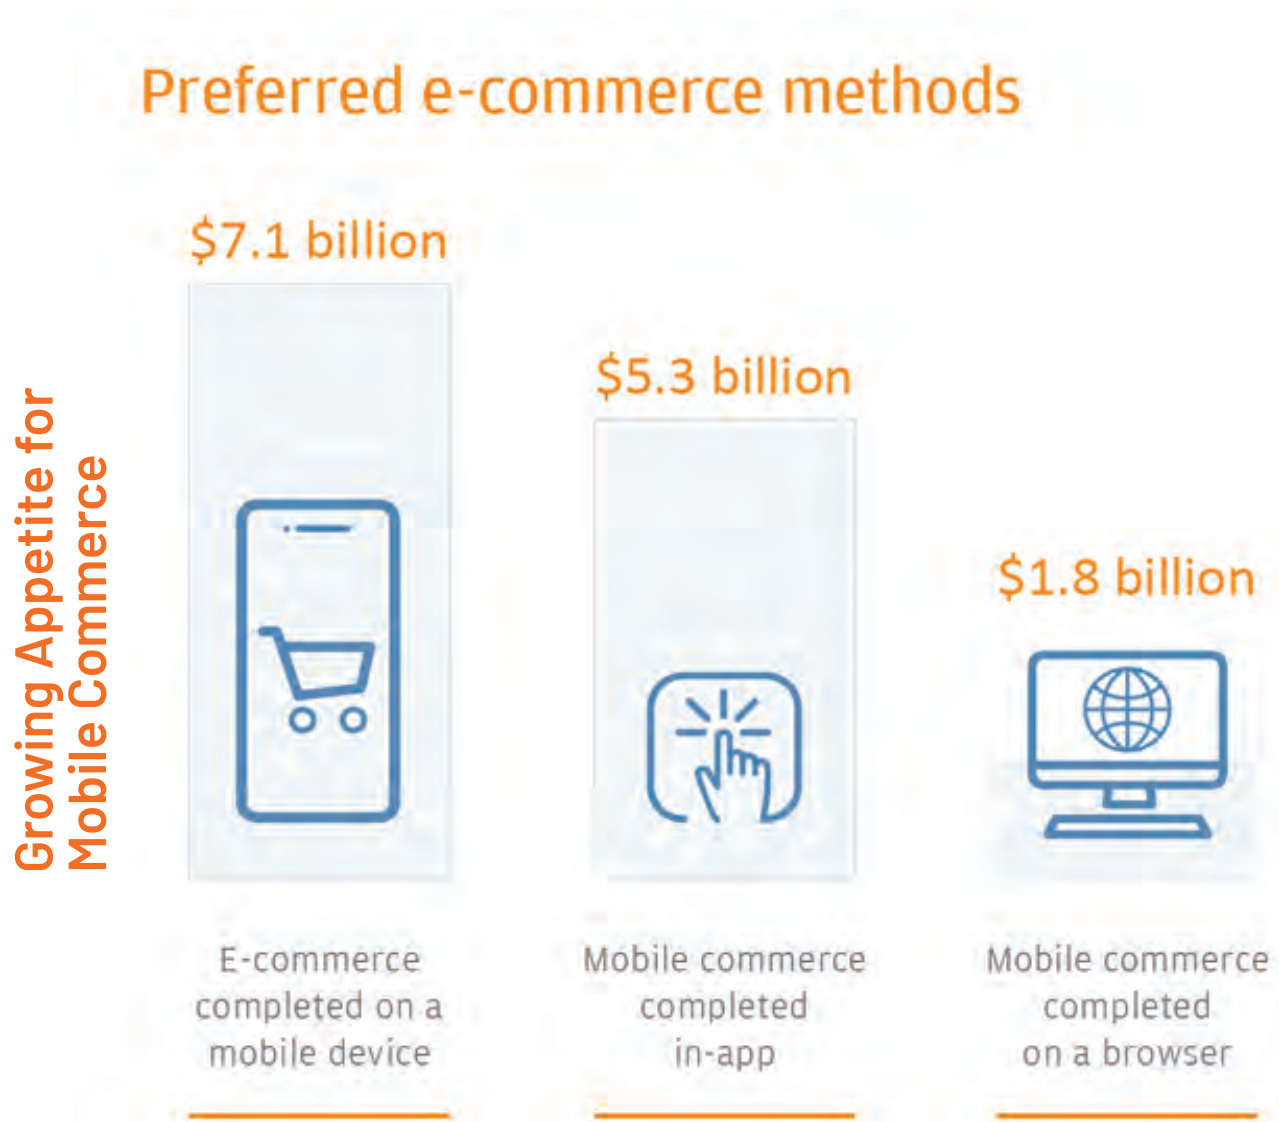 Preferred e-commerce methods
Growing Appetite for
Mobile Commerce
$7.1 billion
$5.3 billion
$1.8 billion
E-commerce
completed on a
mobile device
Mobile commerce
completed
in-app
Mobile commerce
completed
on a browser